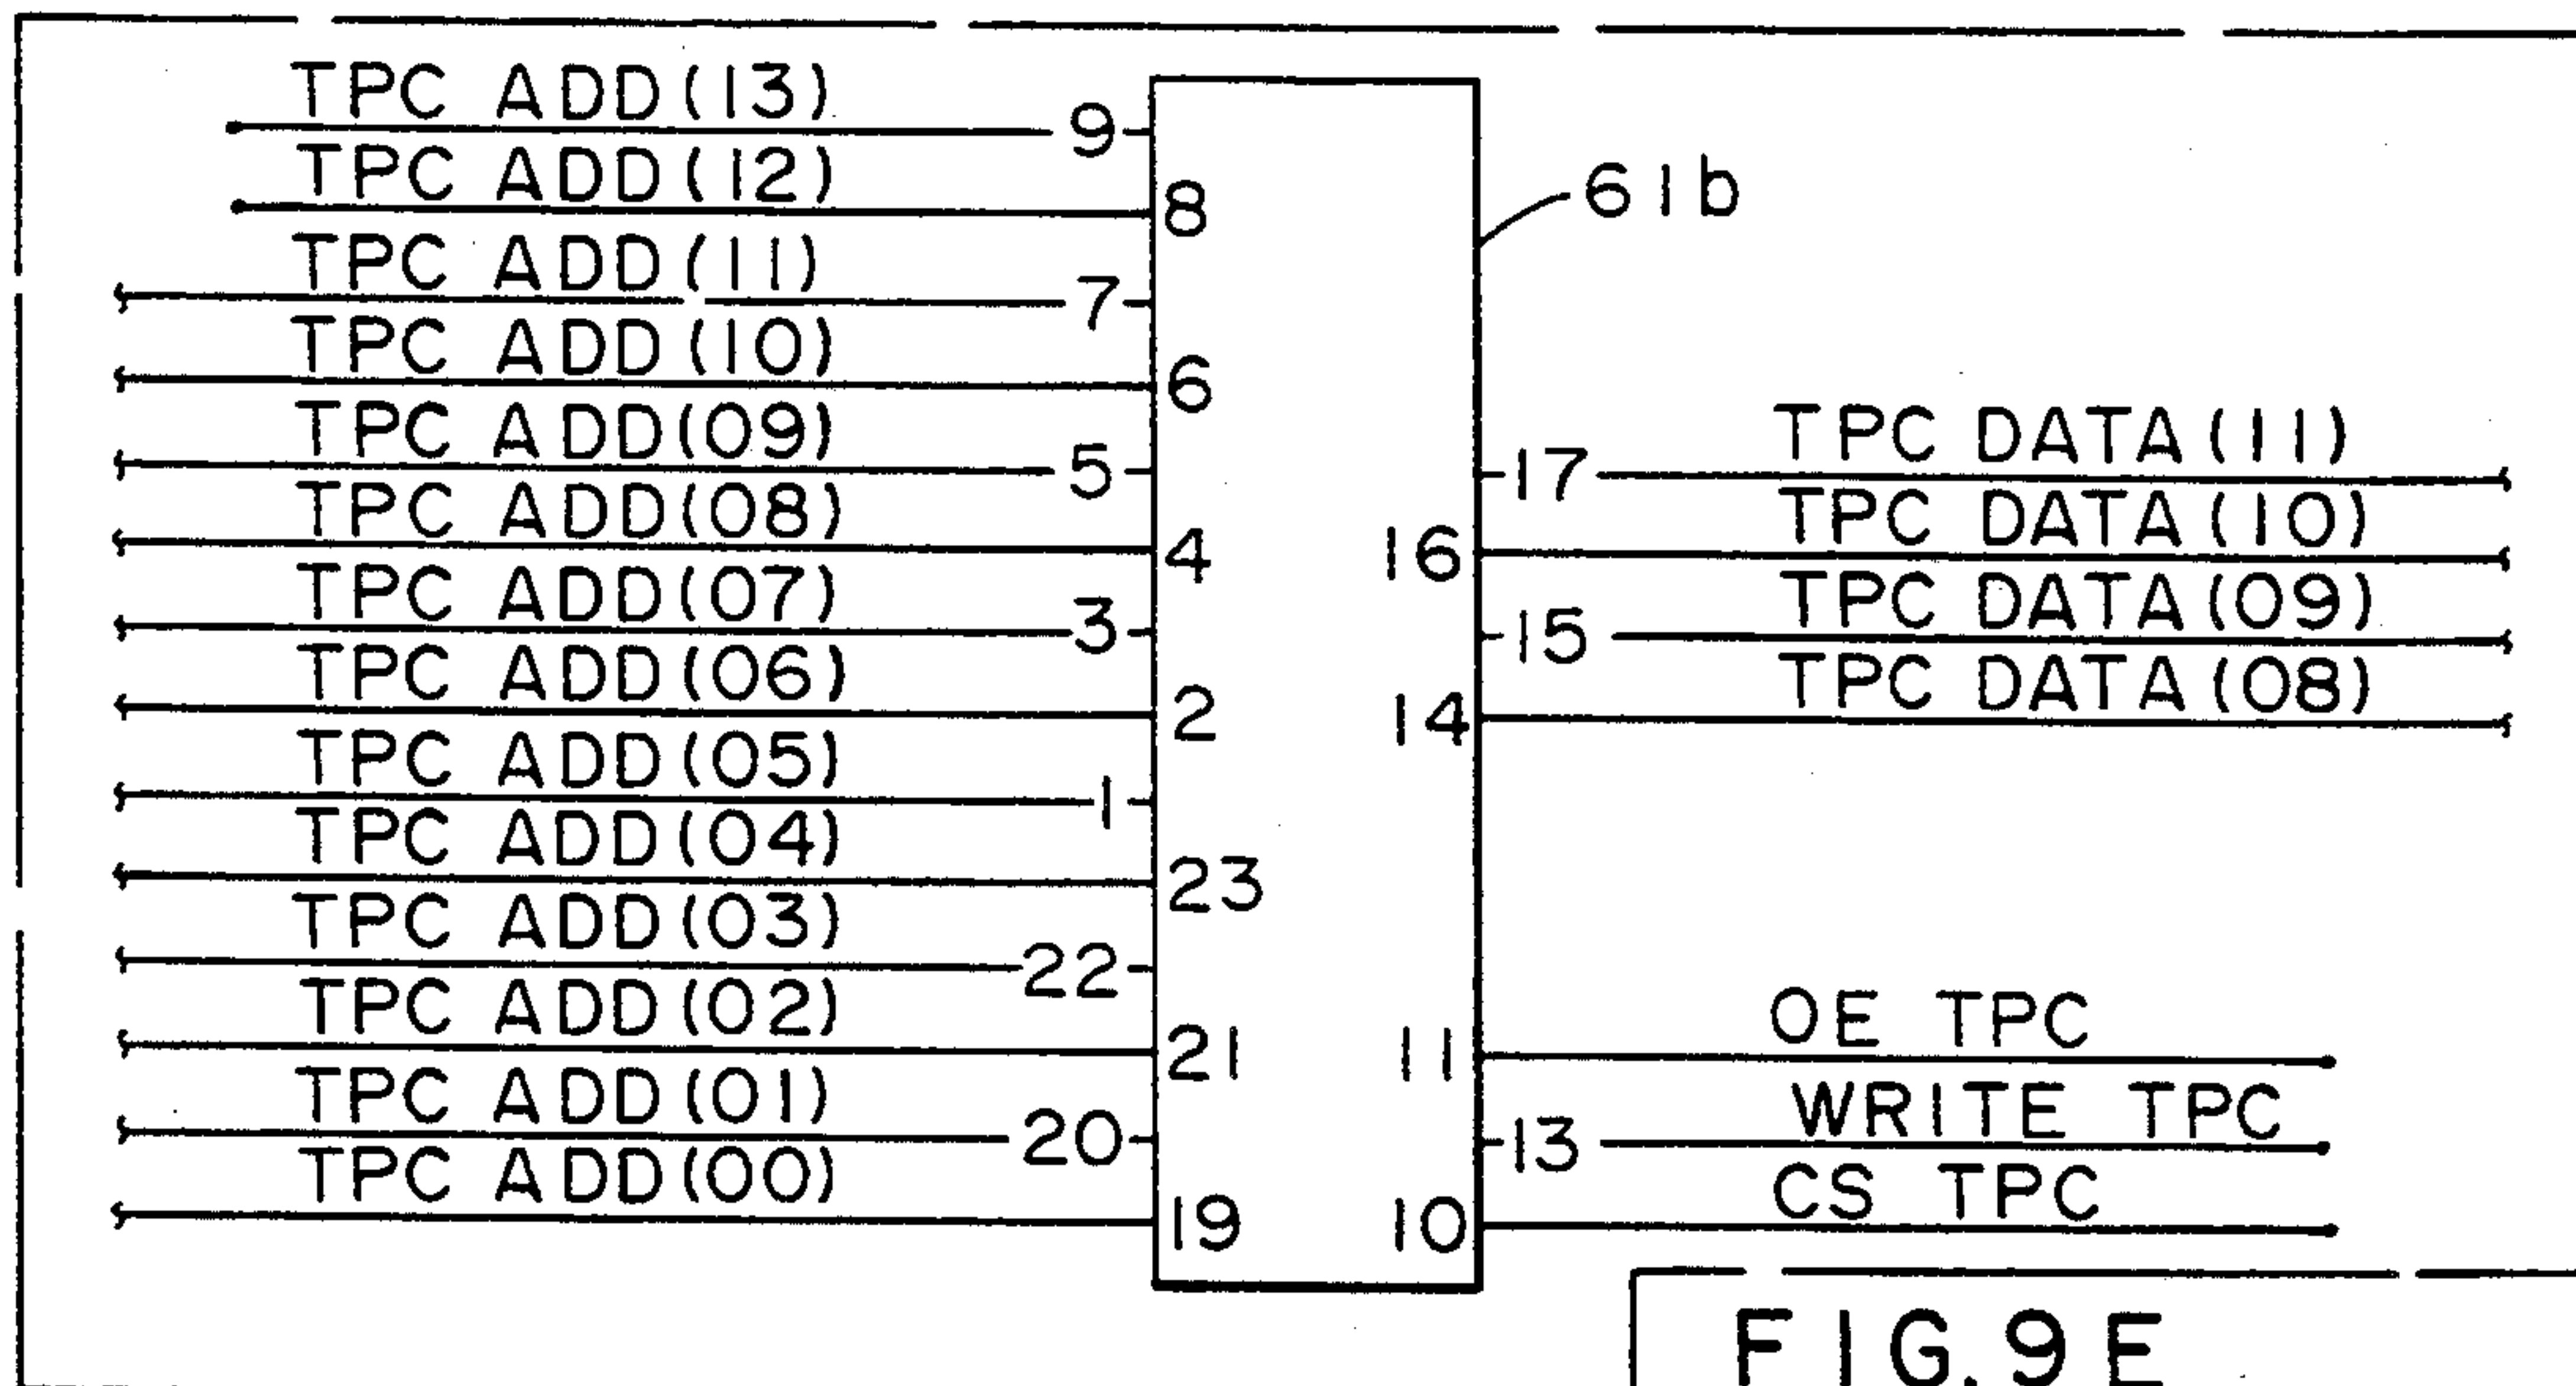 TPC ADD(13) 9
TPC ADD(12) 8
61b
TPC ADD(11) 7
TPC ADD(10) 6
TPC ADD(09) 5 17 TPC DATA(11)
TPC ADD(08) 4 16 TPC DATA(10)
TPC ADD(07) 3 15 TPC DATA(09)
TPC ADD(06) 2 14 TPC DATA(08)
TPC ADD(05) 1
TPC ADD(04) 23
TPC ADD(03) 22
TPC ADD(02) 21 11 OE TPC
TPC ADD(01) 20 13 WRITE TPC
TPC ADD(00) 19 10 CS TPC
FIG. 9E